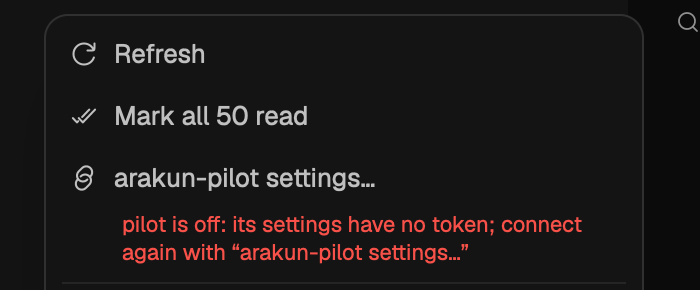 Refresh
Mark all 50 read
arakun-pilot settings…
pilot is off: its settings have no token; connect
again with “arakun-pilot settings…”